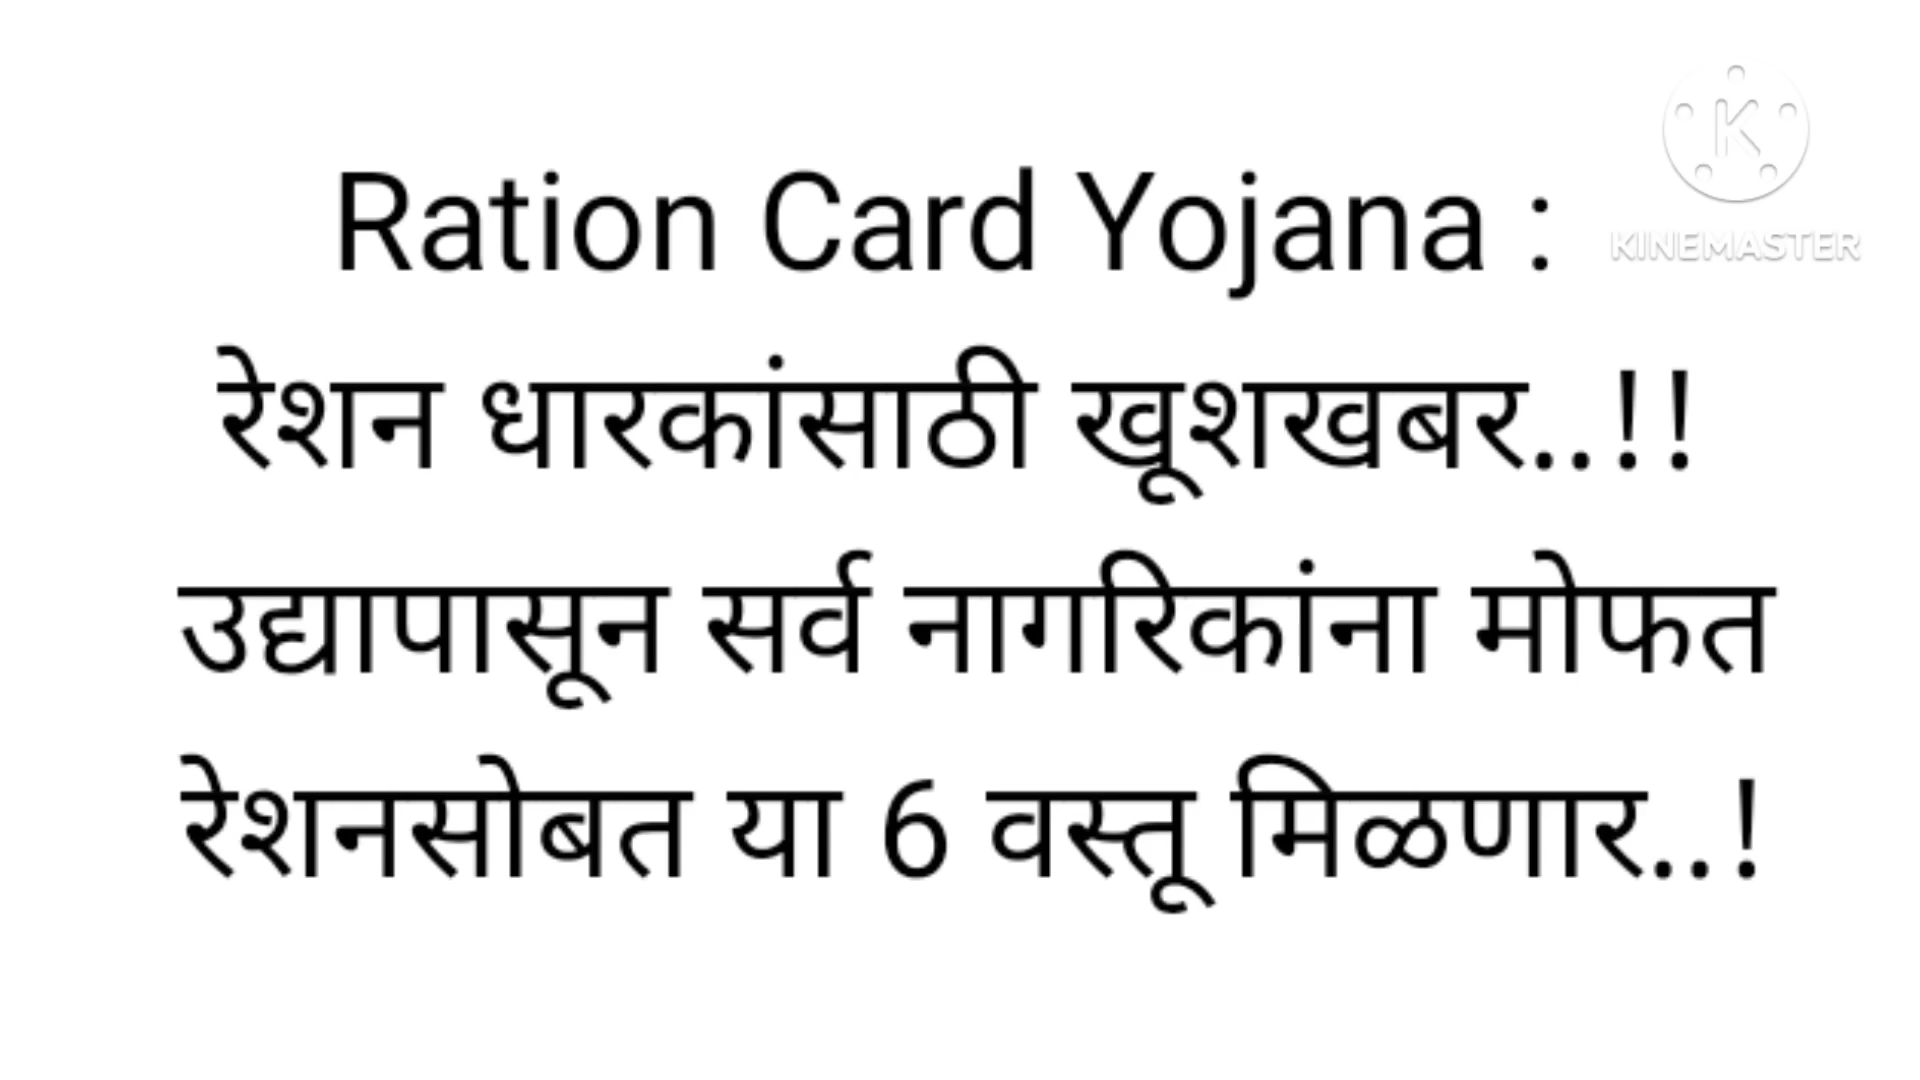 Ration Card Yojana :
रेशन धारकांसाठी खूशखबर..!!
उद्यापासून सर्व नागरिकांना मोफत
रेशनसोबत या 6 वस्तू मिळणार..!
K
KINEMASTER